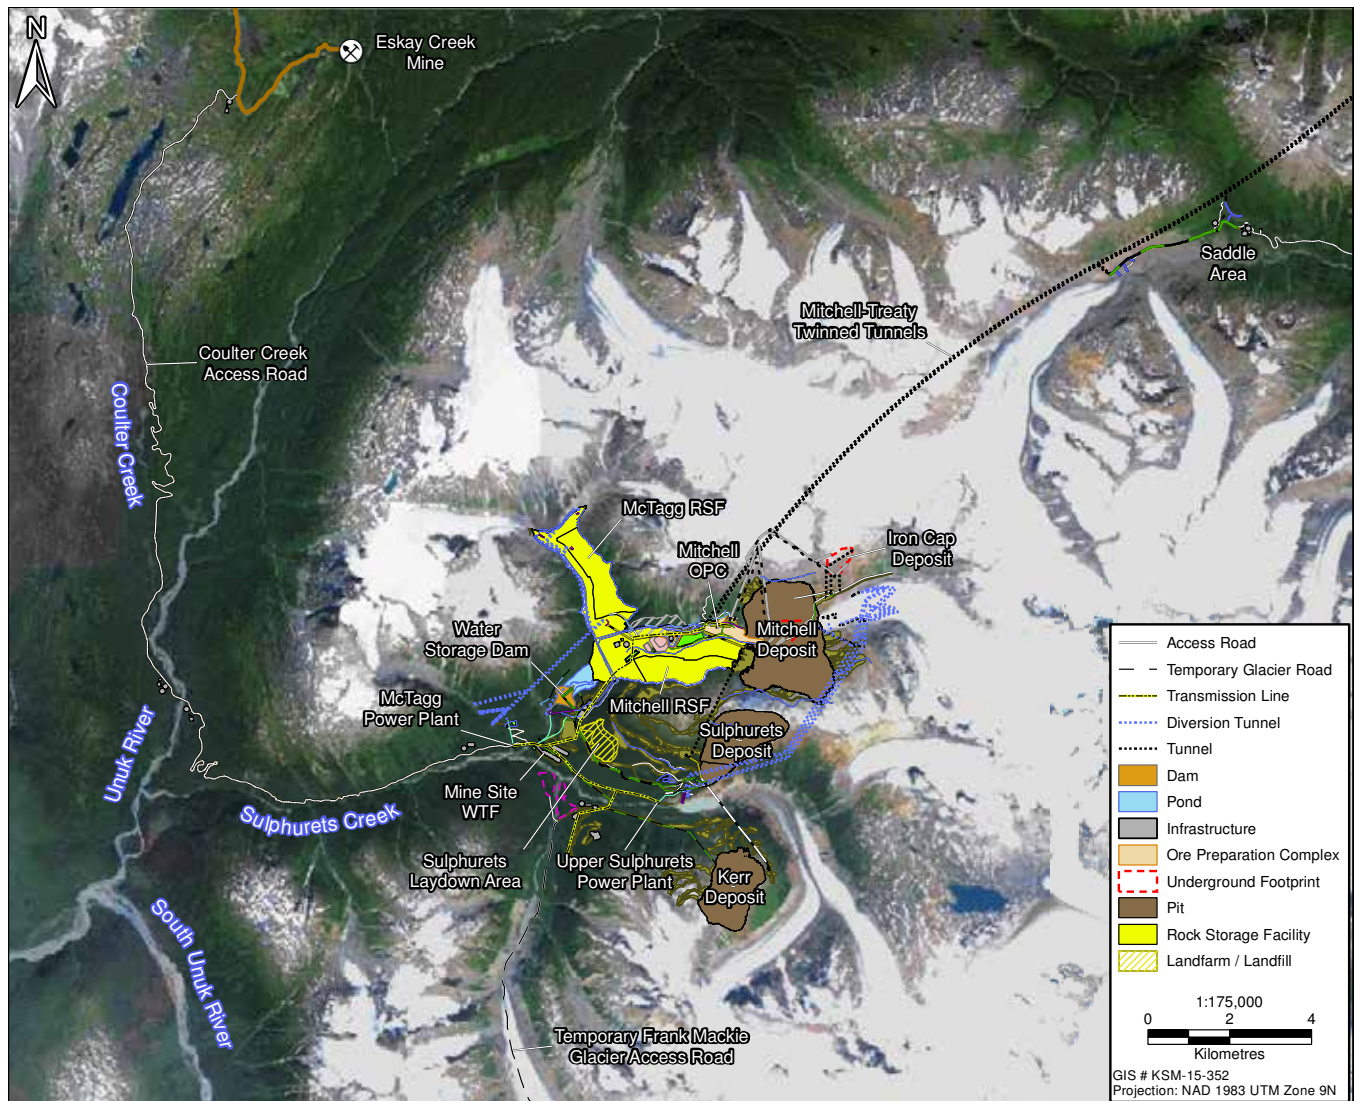 N
Eskay Creek
Mine
Saddle
Area
Mitchell-Treaty
Twinned Tunnels
Coulter Creek
Access Road
Coulter Creek
McTagg RSF
Mitchell
OPC
Iron Cap
Deposit
Water
Storage Dam
Mitchell
Deposit
McTagg
Power Plant
Mitchell RSF
Sulphurets
Deposit
Unuk River
Mine Site
WTF
Sulphurets Creek
Sulphurets
Laydown Area
Upper Sulphurets
Power Plant
Kerr
Deposit
South Unuk River
Temporary Frank Mackie
Glacier Access Road
Access Road
Temporary Glacier Road
Transmission Line
Diversion Tunnel
Tunnel
Dam
Pond
Infrastructure
Ore Preparation Complex
Underground Footprint
Pit
Rock Storage Facility
Landfarm / Landfill
1:175,000
0 2 4
Kilometres
GIS # KSM-15-352
Projection: NAD 1983 UTM Zone 9N